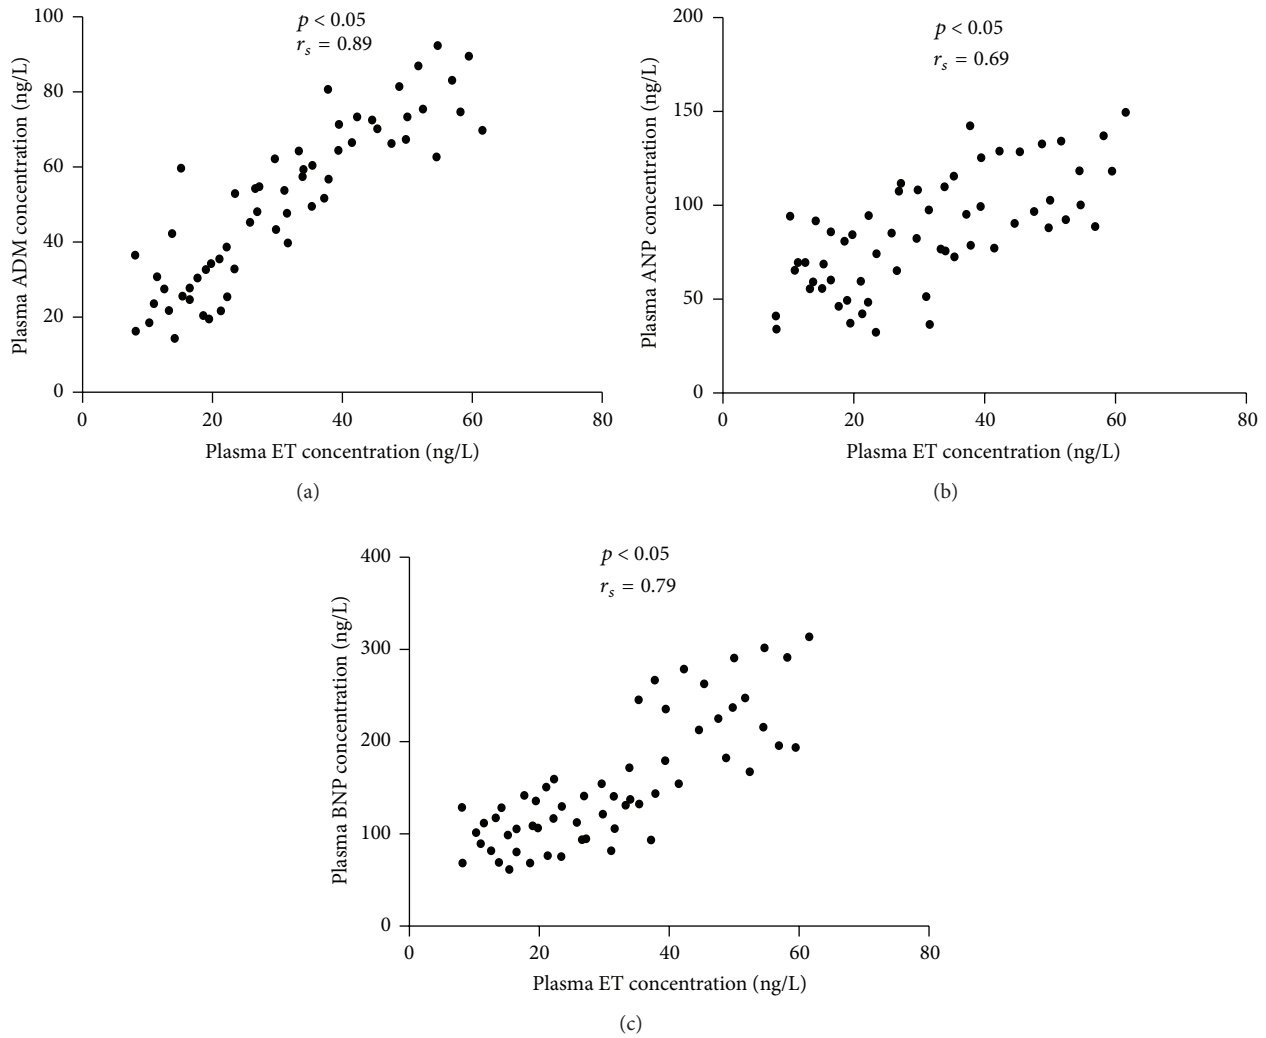 p < 0.05
r_s = 0.89
Plasma ADM concentration (ng/L)
100
80
60
40
20
0
0 20 40 60 80
Plasma ET concentration (ng/L)
(a)
p < 0.05
r_s = 0.69
Plasma ANP concentration (ng/L)
200
150
100
50
0
0 20 40 60 80
Plasma ET concentration (ng/L)
(b)
p < 0.05
r_s = 0.79
Plasma BNP concentration (ng/L)
400
300
200
100
0
0 20 40 60 80
Plasma ET concentration (ng/L)
(c)